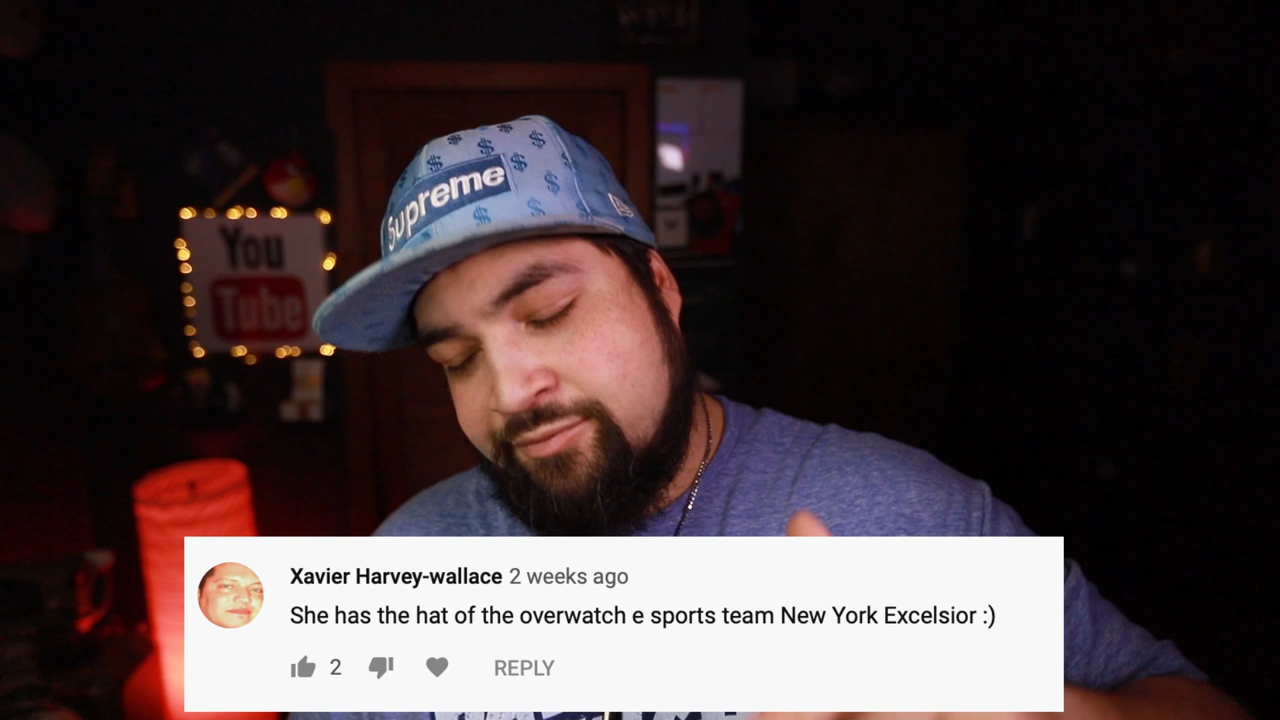 Supreme
You
Tube
Xavier Harvey-wallace 2 weeks ago
She has the hat of the overwatch e sports team New York Excelsior :)
2
REPLY